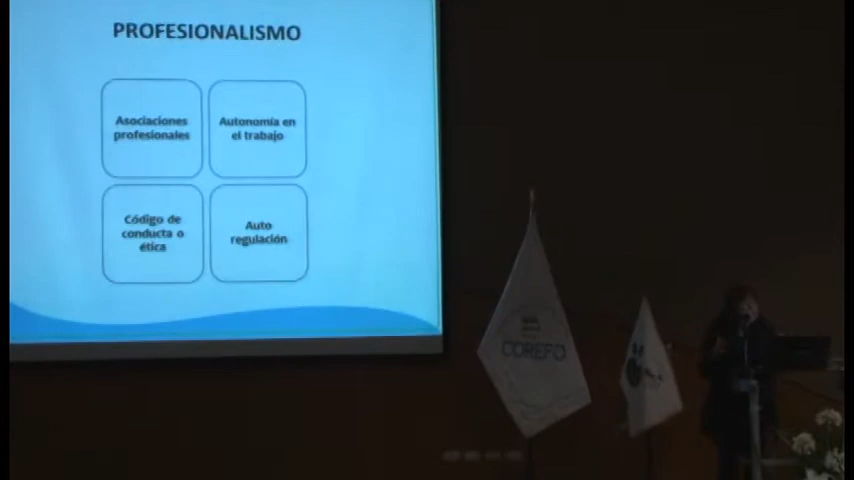 PROFESIONALISMO
Asociaciones
profesionales
Autonomía en
el trabajo
Código de
conducta o
ética
Auto
regulación
COREFO